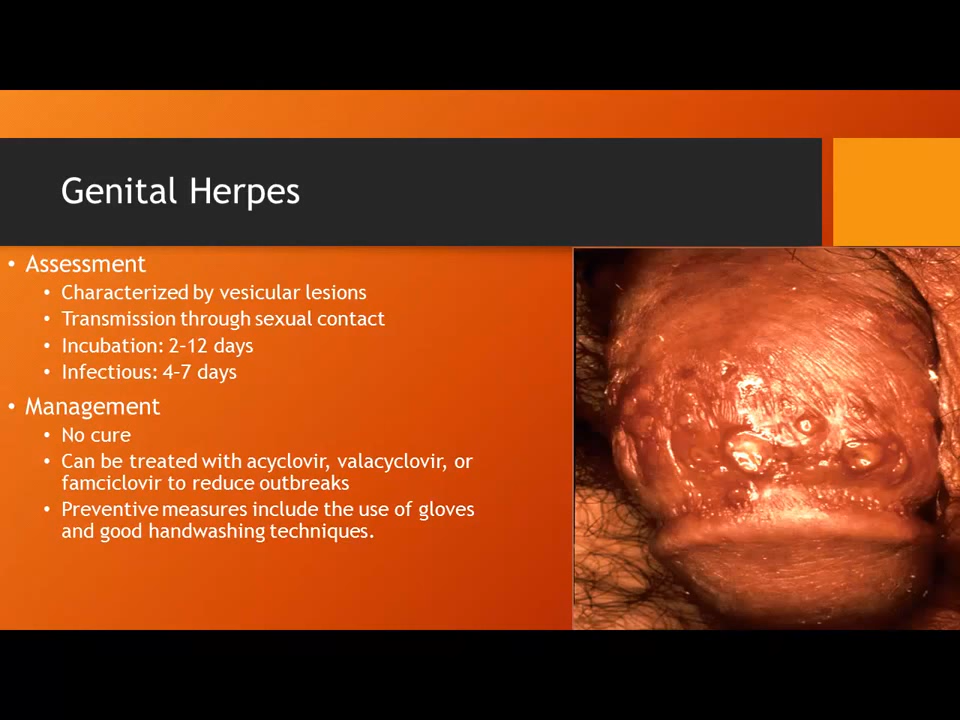 Genital Herpes
• Assessment
• Characterized by vesicular lesions
• Transmission through sexual contact
• Incubation: 2–12 days
• Infectious: 4–7 days
• Management
• No cure
• Can be treated with acyclovir, valacyclovir, or
famciclovir to reduce outbreaks
• Preventive measures include the use of gloves
and good handwashing techniques.